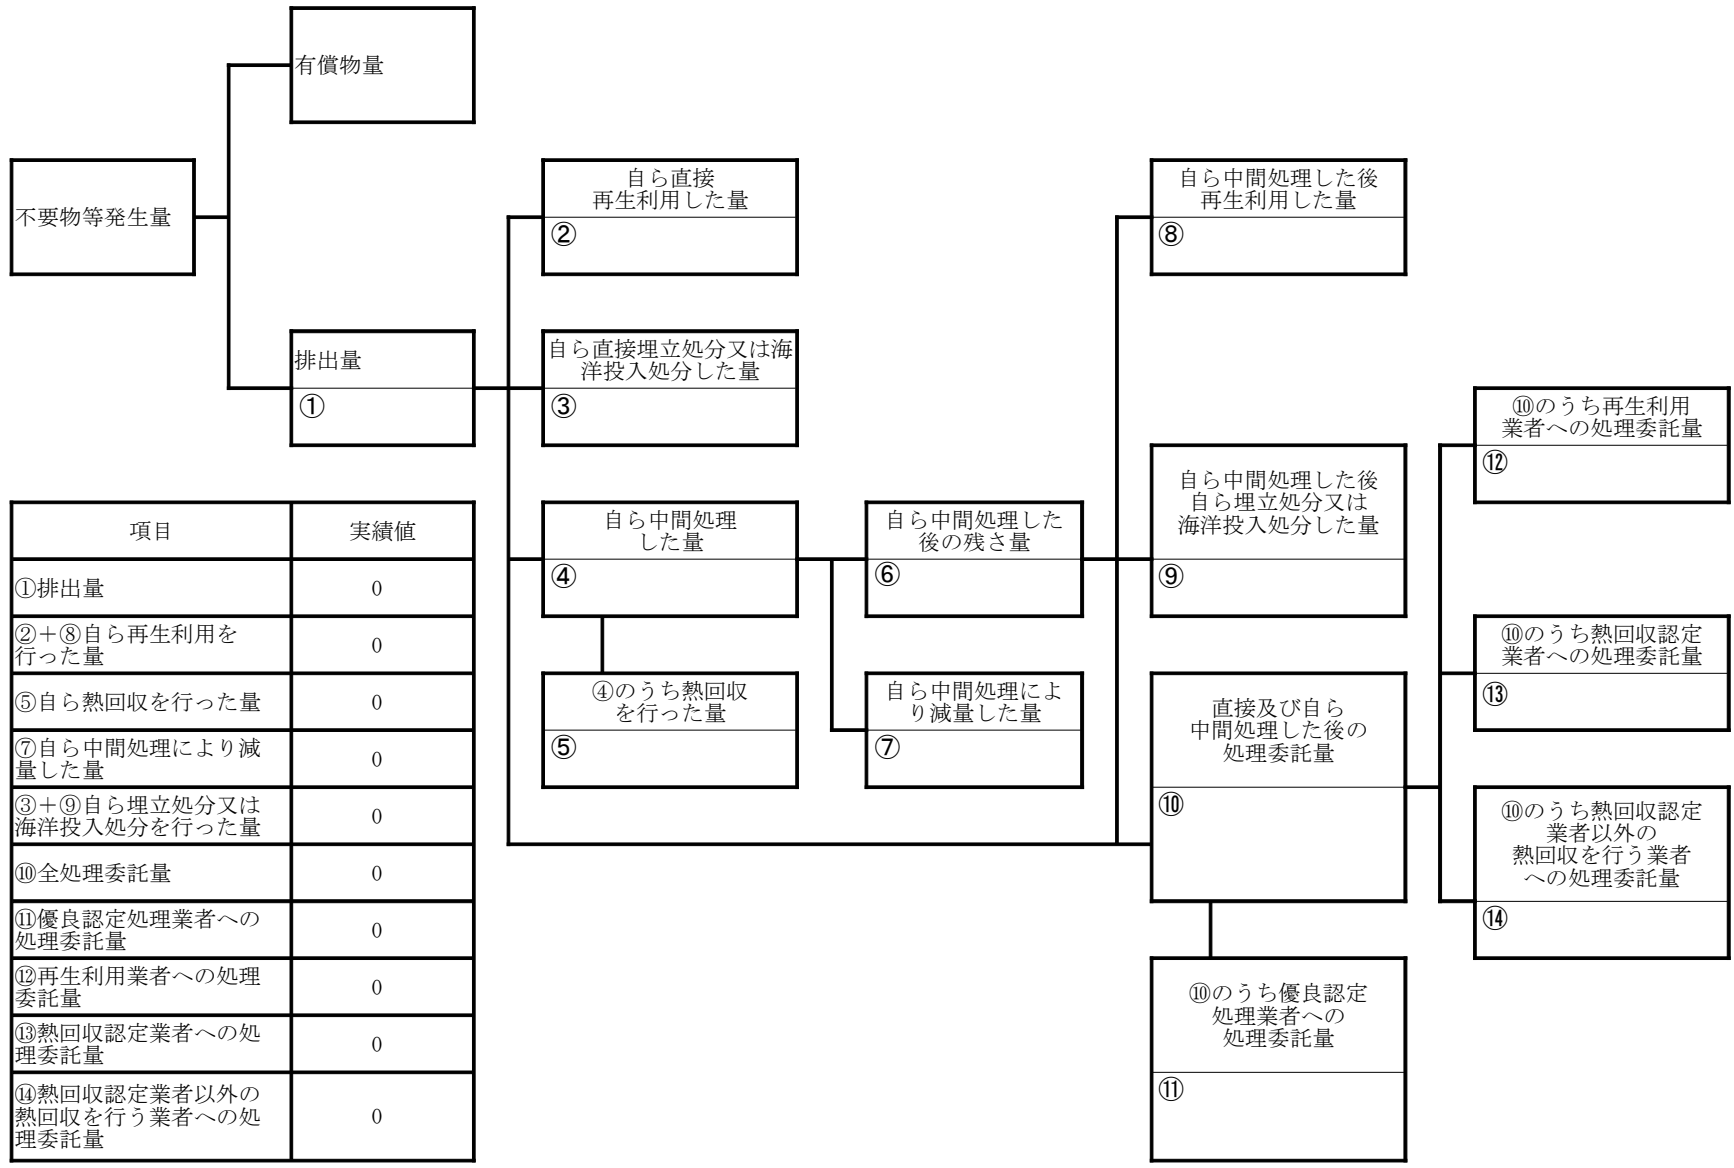 有償物量
不要物等発生量
自ら直接
再生利用した量
②
自ら中間処理した後
再生利用した量
⑧
排出量
①
自ら直接埋立処分又は海
洋投入処分した量
③
⑩のうち再生利用
業者への処理委託量
⑫
自ら中間処理
した量
④
自ら中間処理した
後の残さ量
⑥
自ら中間処理した後
自ら埋立処分又は
海洋投入処分した量
⑨
⑩のうち熱回収認定
業者への処理委託量
⑬
④のうち熱回収
を行った量
⑤
自ら中間処理によ
り減量した量
⑦
直接及び自ら
中間処理した後の
処理委託量
⑩
⑩のうち熱回収認定
業者以外の
熱回収を行う業者
への処理委託量
⑭
⑩のうち優良認定
処理業者への
処理委託量
⑪
項目 実績値
①排出量 0
②＋⑧自ら再生利用を
行った量 0
⑤自ら熱回収を行った量 0
⑦自ら中間処理により減
量した量 0
③＋⑨自ら埋立処分又は
海洋投入処分を行った量 0
⑩全処理委託量 0
⑪優良認定処理業者への
処理委託量 0
⑫再生利用業者への処理
委託量 0
⑬熱回収認定業者への処
理委託量 0
⑭熱回収認定業者以外の
熱回収を行う業者への処 0
理委託量